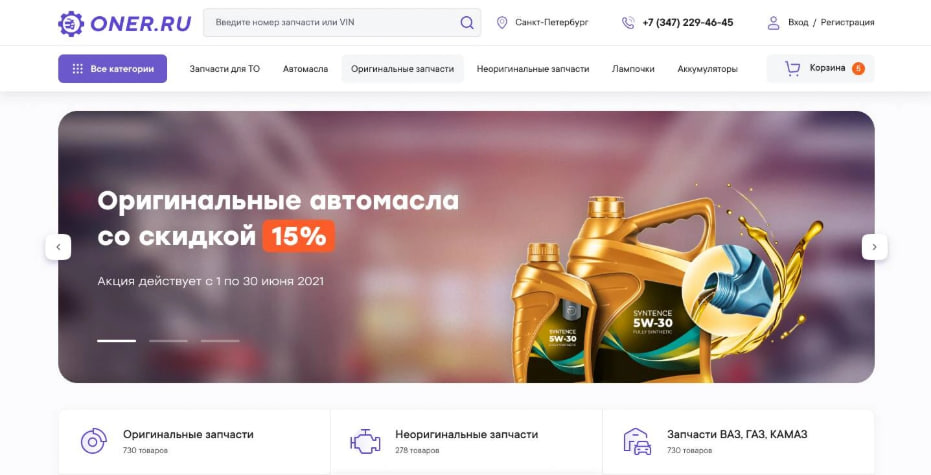 ONER.RU
Введите номер запчасти или VIN
Санкт-Петербург
+7 (347) 229-46-45
Вход / Регистрация
Все категории
Запчасти для ТО
Автомасла
Оригинальные запчасти
Неоригинальные запчасти
Лампочки
Аккумуляторы
Корзина 5
Оригинальные автомасла
со скидкой 15%
Акция действует с 1 по 30 июня 2021
SYNTENCE
5W-30
FULLY SYNTHETIC
SYNTENCE
5W-30
Оригинальные запчасти
730 товаров
Неоригинальные запчасти
278 товаров
Запчасти ВАЗ, ГАЗ, КАМАЗ
730 товаров